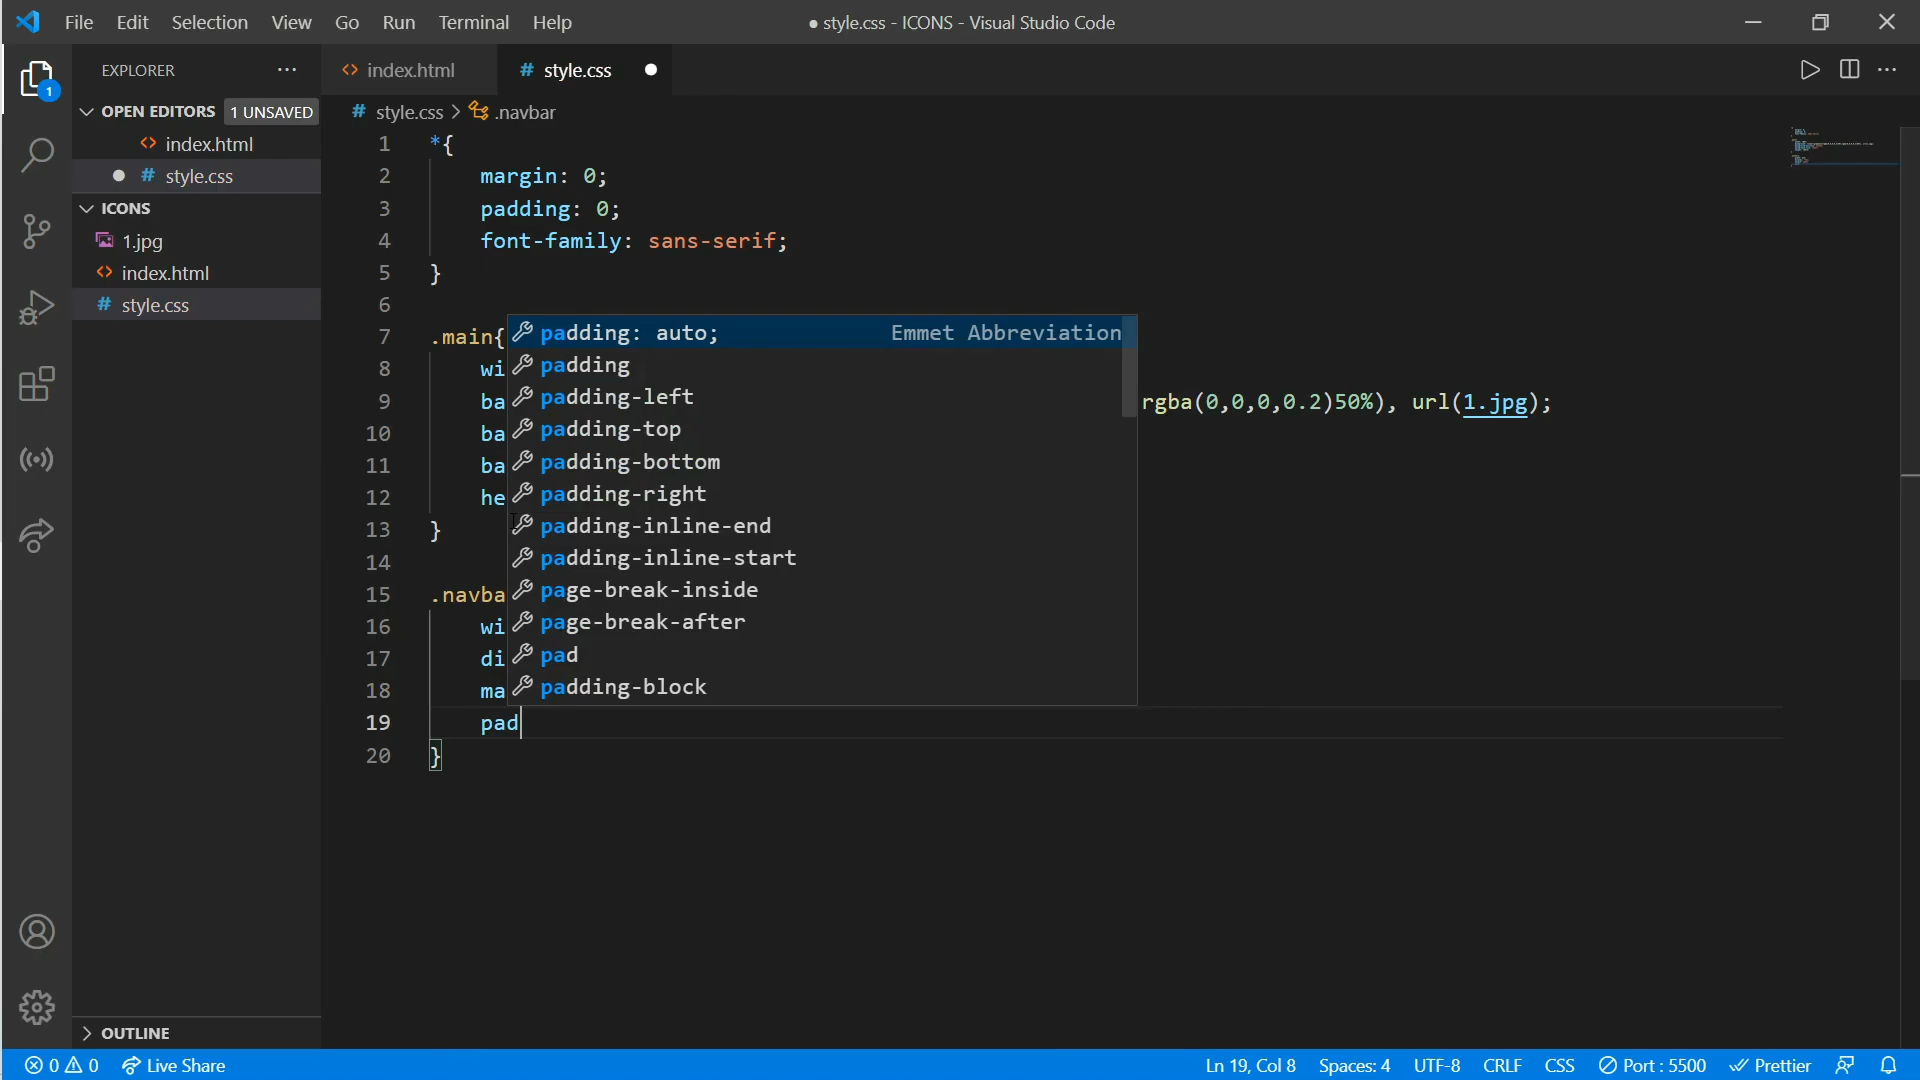 File Edit Selection View Go Run Terminal Help
● style.css - ICONS - Visual Studio Code
EXPLORER
OPEN EDITORS 1 UNSAVED
index.html
# style.css
ICONS
1.jpg
index.html
# style.css
OUTLINE
index.html # style.css
# style.css > .navbar
1 *{
2 margin: 0;
3 padding: 0;
4 font-family: sans-serif;
5 }
6
7 .main{
8 wi
9 ba rgba(0,0,0,0.2)50%), url(1.jpg);
10 ba
11 ba
12 he
13 }
14
15 .navba
16 wi
17 di
18 ma
19 pad
20 }
padding: auto; Emmet Abbreviation
padding
padding-left
padding-top
padding-bottom
padding-right
padding-inline-end
padding-inline-start
page-break-inside
page-break-after
pad
padding-block
1
0 0 Live Share
Ln 19, Col 8 Spaces: 4 UTF-8 CRLF CSS Port : 5500 Prettier